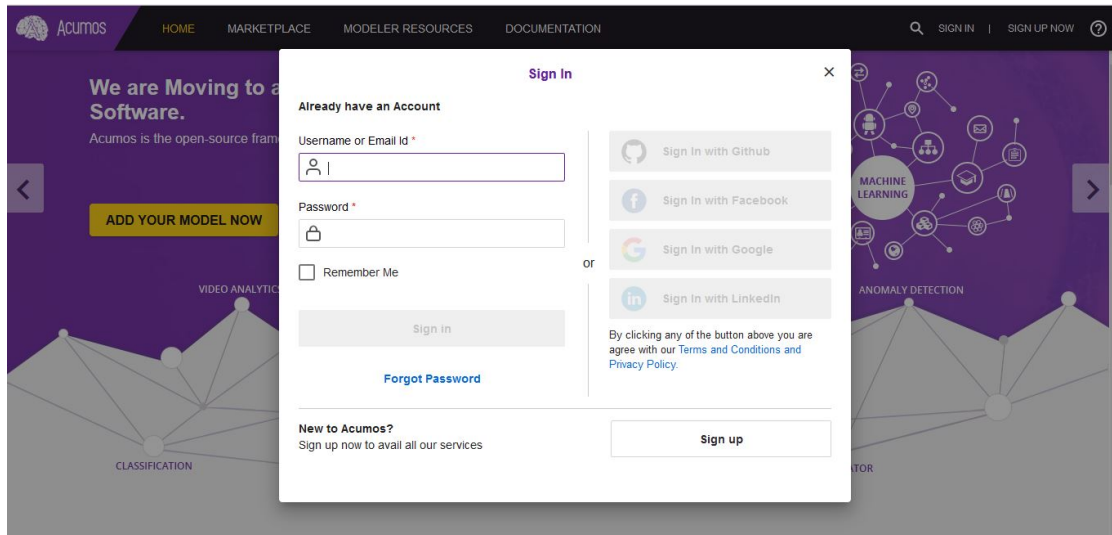 Acumos
HOME MARKETPLACE MODELER RESOURCES DOCUMENTATION
SIGN IN | SIGN UP NOW
We are Moving to a
Software.
Acumos is the open-source fram
ADD YOUR MODEL NOW
VIDEO ANALYTICS
CLASSIFICATION
Sign In
Already have an Account
Username or Email Id *
Password *
Remember Me
Sign in
Forgot Password
or
Sign In with Github
Sign In with Facebook
Sign In with Google
Sign In with LinkedIn
By clicking any of the button above you are
agree with our Terms and Conditions and
Privacy Policy.
New to Acumos?
Sign up now to avail all our services
Sign up
MACHINE
LEARNING
ANOMALY DETECTION